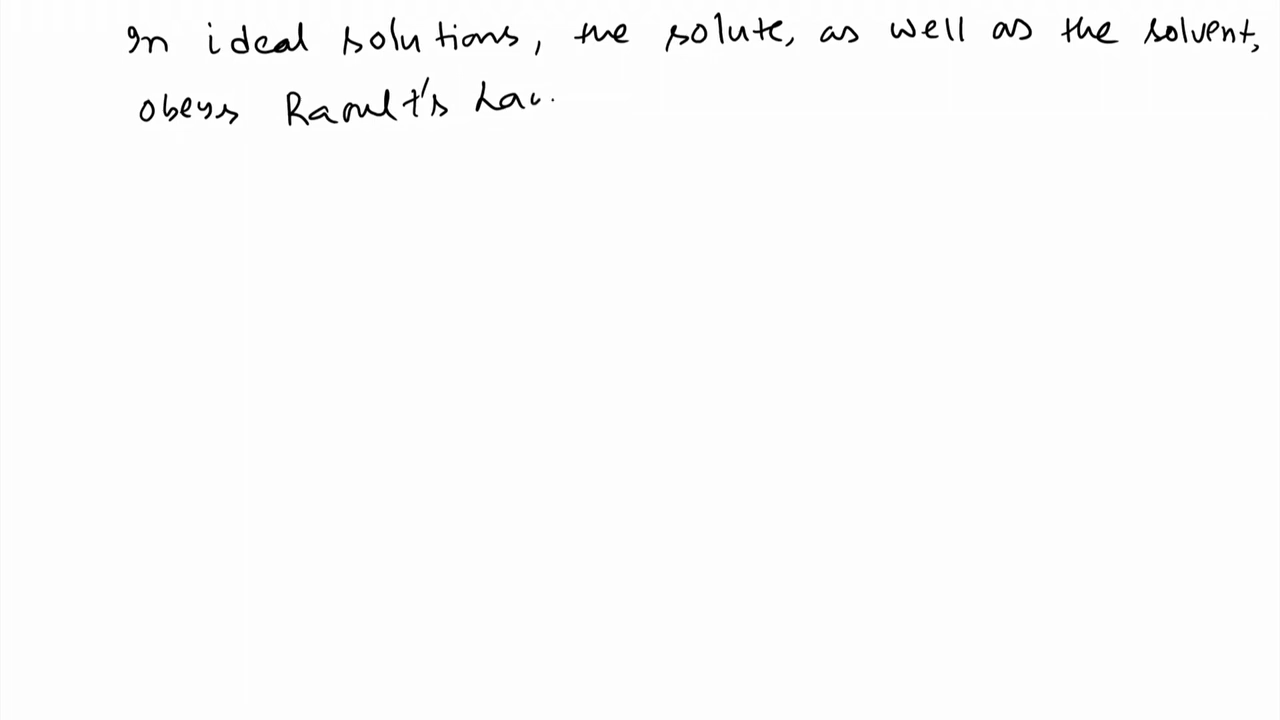 In ideal solutions, the solute, as well as the solvent,
obeys Raoult's Law.